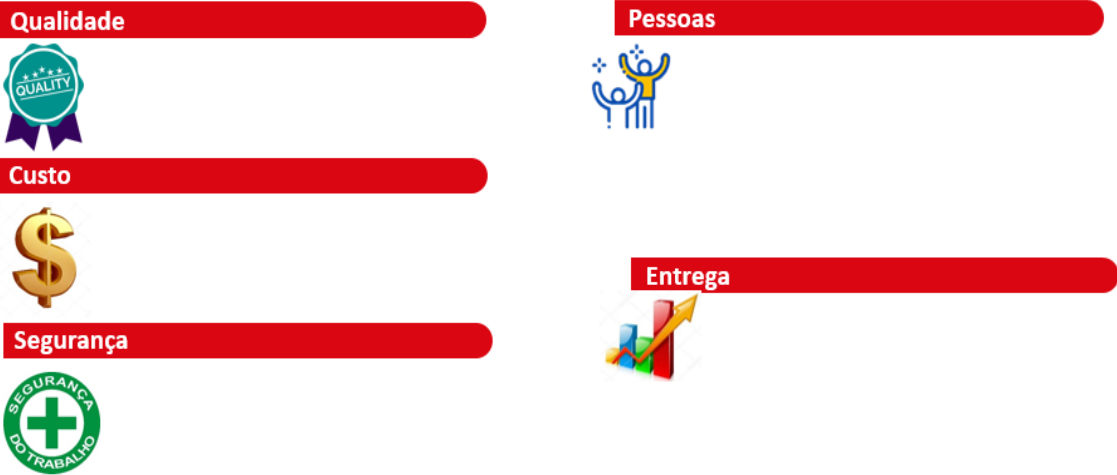 Qualidade
QUALITY
Custo
Segurança
SEGURANÇA
DO TRABALHO
Pessoas
Entrega